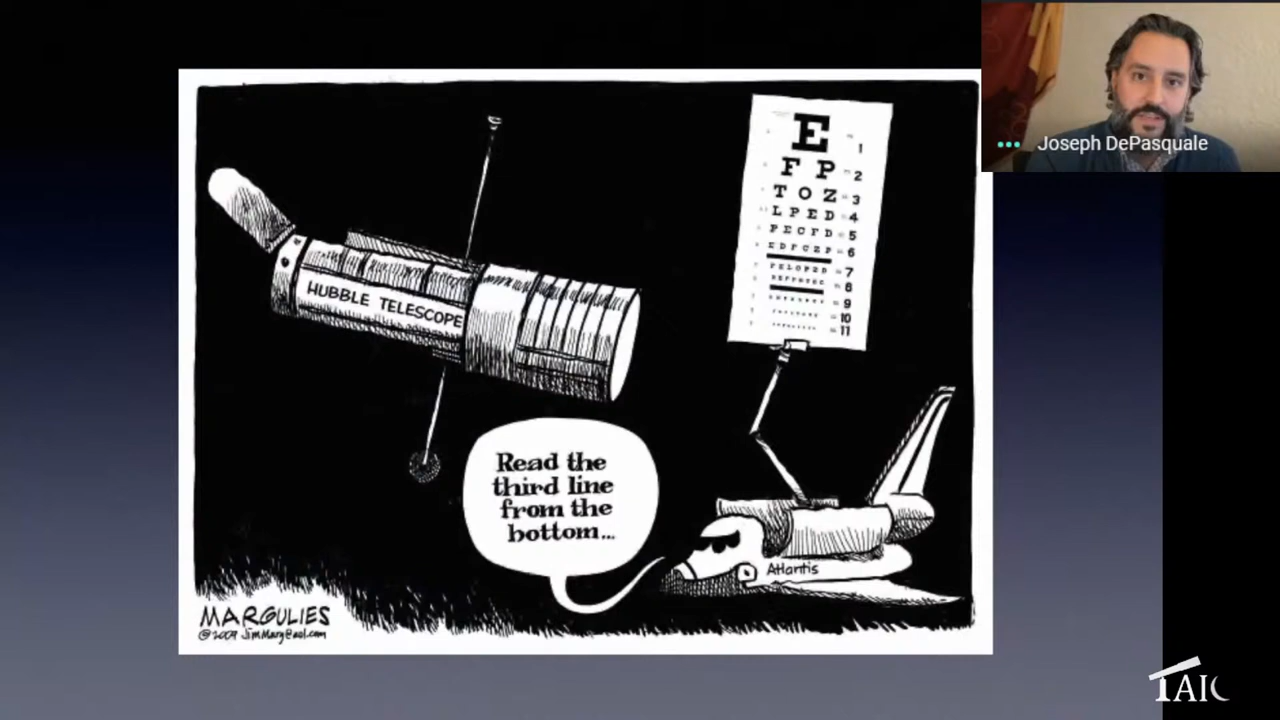 Joseph DePasquale
E 1
F P 2
T O Z 3
L P E D 4
P E C F D 5
E D F C Z P 6
F E L O P Z D 7
8
9
10
11
HUBBLE TELESCOPE
Read the
third line
from the
bottom...
Atlantis
MARGULIES
©2009 JimMarg@aol.com
TAIC